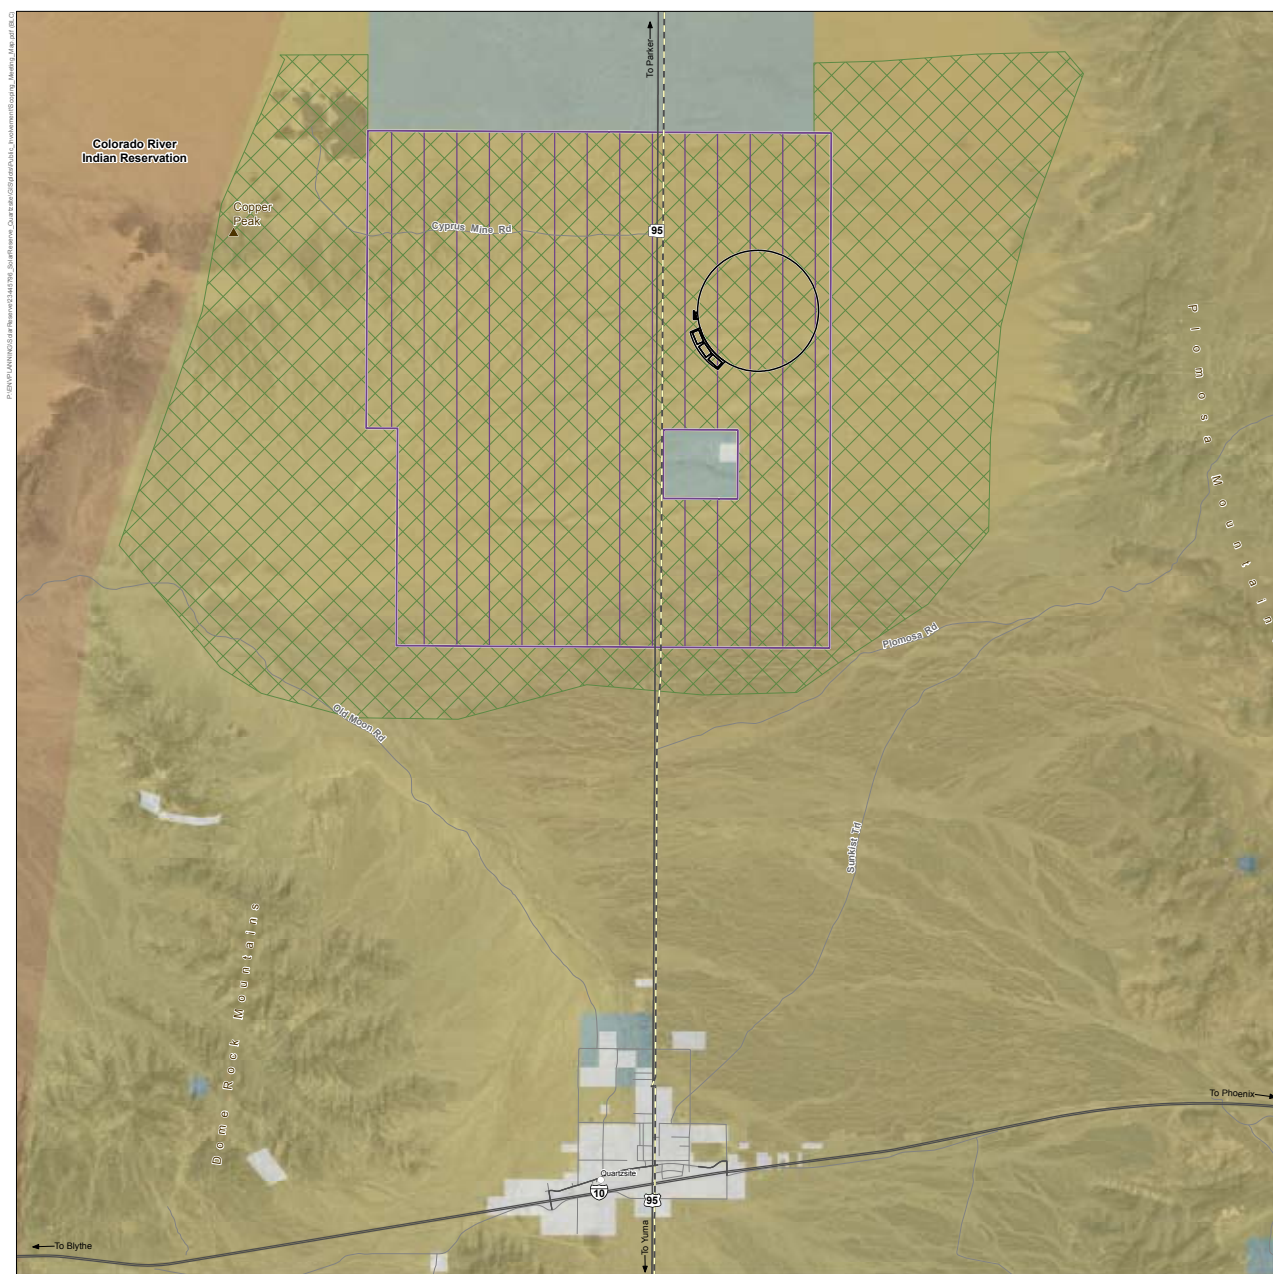 To Parker
Colorado River
Indian Reservation
Copper
Peak
Cyprus Mine Rd
95
Plomosa Mountain
Plomosa Rd
Old Moon Rd
Sunkist Trl
Dome Rock Mountains
To Phoenix
Quartzsite
10
95
To Blythe
To Yuma